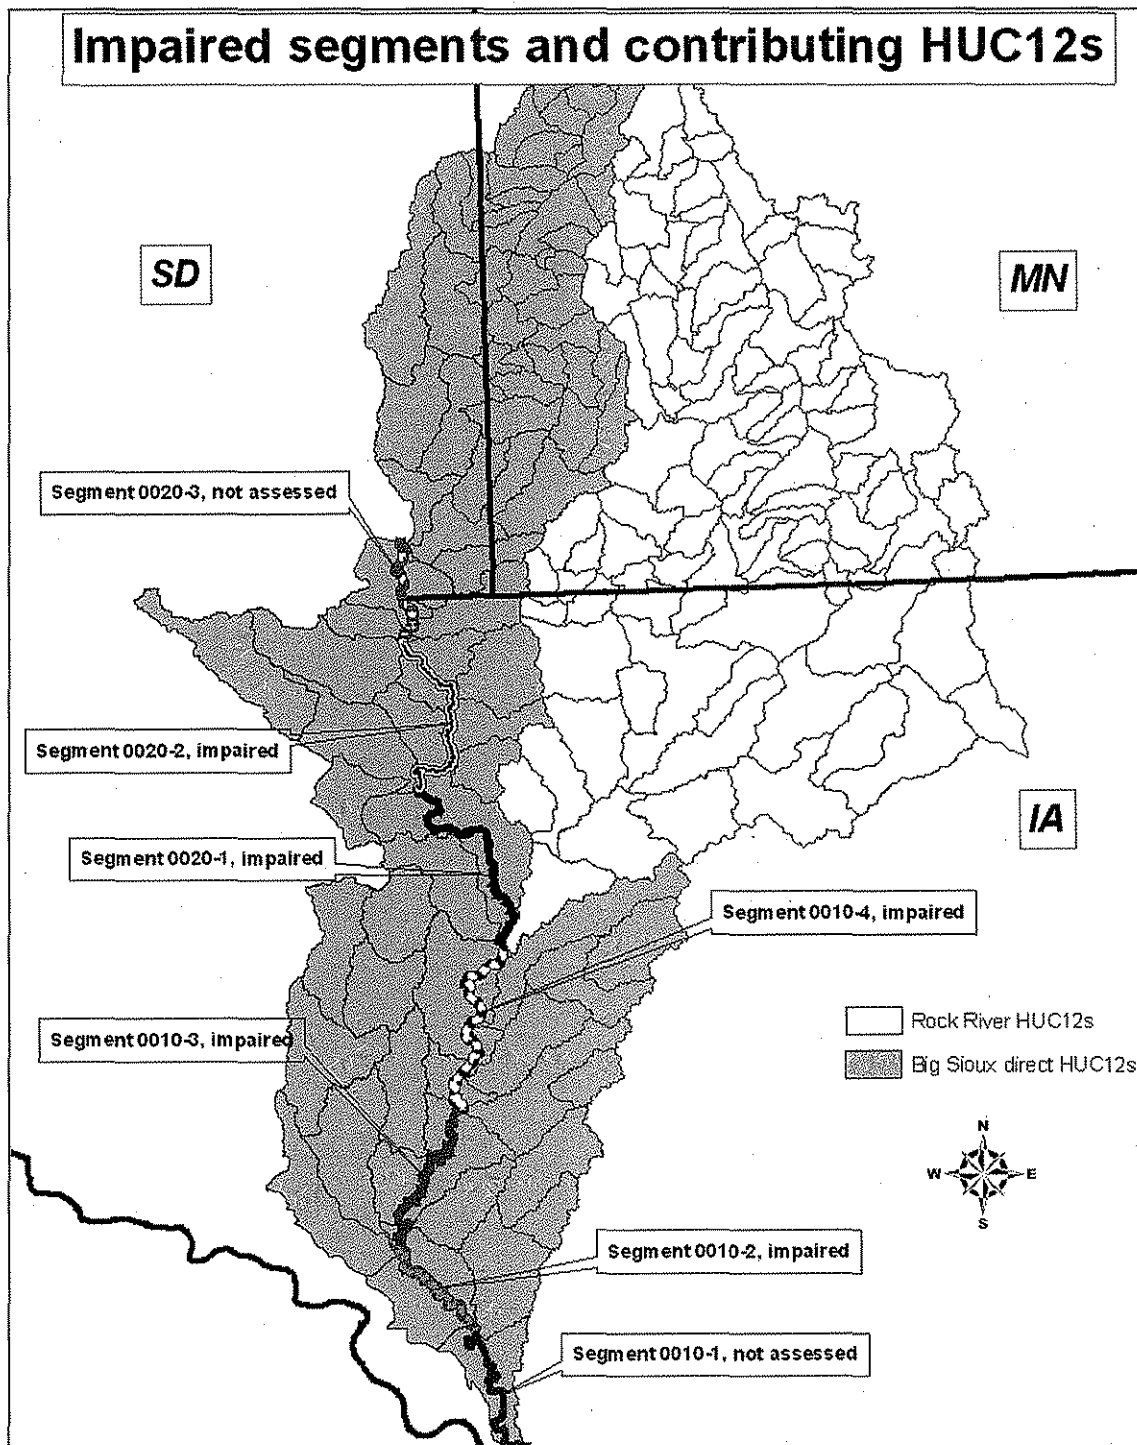 Impaired segments and contributing HUC12s
SD
MN
Segment 0020-3, not assessed
Segment 0020-2, impaired
IA
Segment 0020-1, impaired
Segment 0010-4, impaired
Rock River HUC12s
Segment 0010-3, impaired
Big Sioux direct HUC12s
N
W
E
S
Segment 0010-2, impaired
Segment 0010-1, not assessed